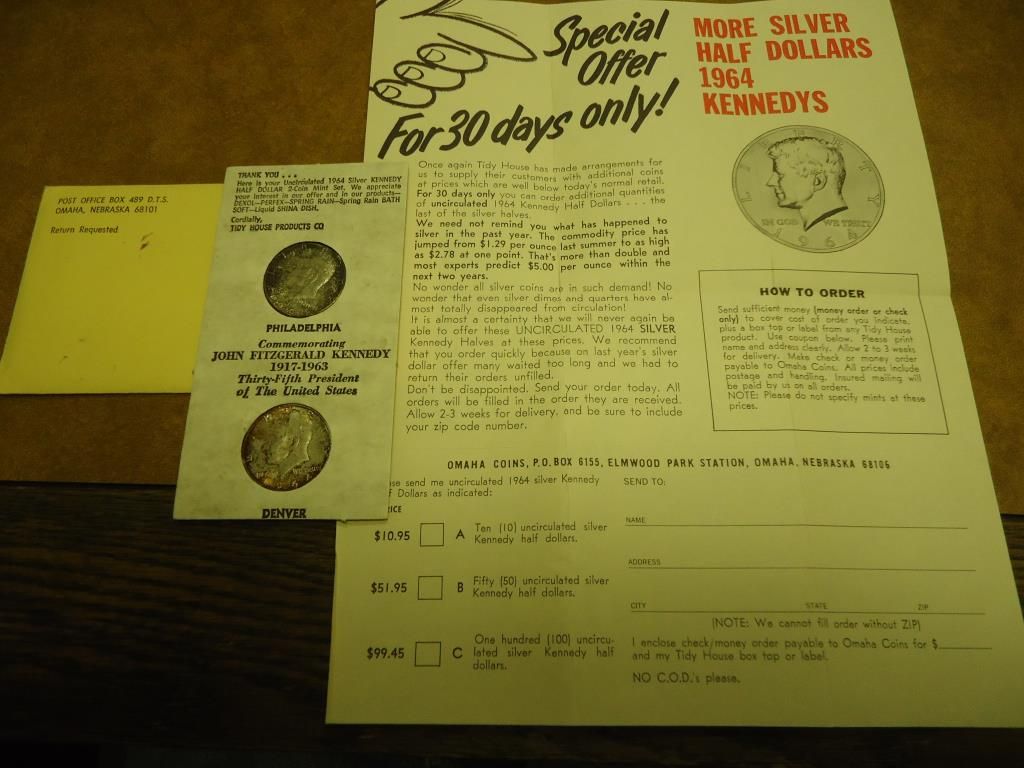 POST OFFICE BOX 489 D.T.S.
OMAHA, NEBRASKA 68101
Return Requested
THANK YOU . . .
Here is your Uncirculated 1964 Silver KENNEDY
HALF DOLLAR 2-Coin Mint Set. We appreciate
your interest in our offer and in our products—
DEXOL—PERFEX—SPRING RAIN—Spring Rain BATH
SOFT—Liquid SHINA DISH.
Cordially,
TIDY HOUSE PRODUCTS CO
PHILADELPHIA
Commemorating
JOHN FITZGERALD KENNEDY
1917-1963
Thirty-Fifth President
of The United States
DENVER
Special
Offer
For 30 days only!
MORE SILVER
HALF DOLLARS
1964
KENNEDYS
LIBERTY
IN GOD WE TRUST
1964
Once again Tidy House has made arrangements for
us to supply their customers with additional coins
at prices which are well below today's normal retail.
For 30 days only you can order additional quantities
of uncirculated 1964 Kennedy Half Dollars . . . the
last of the silver halves.
We need not remind you what has happened to
silver in the past year. The commodity price has
jumped from $1.29 per ounce last summer to as high
as $2.78 at one point. That's more than double and
most experts predict $5.00 per ounce within the
next two years.
No wonder all silver coins are in such demand! No
wonder that even silver dimes and quarters have al-
most totally disappeared from circulation!
It is almost a certainty that we will never again be
able to offer these UNCIRCULATED 1964 SILVER
Kennedy Halves at these prices. We recommend
that you order quickly because on last year's silver
dollar offer many waited too long and we had to
return their orders unfilled.
Don't be disappointed. Send your order today. All
orders will be filled in the order they are received.
Allow 2-3 weeks for delivery, and be sure to include
your zip code number.
HOW TO ORDER
Send sufficient money (money order or check
only) to cover cost of order you indicate,
plus a box top or label from any Tidy House
product. Use coupon below. Please print
name and address clearly. Allow 2 to 3 weeks
for delivery. Make check or money order
payable to Omaha Coins. All prices include
postage and handling. Insured mailing will
be paid by us on all orders.
NOTE: Please do not specify mints at these
prices.
OMAHA COINS, P.O. BOX 6155, ELMWOOD PARK STATION, OMAHA, NEBRASKA 68106
se send me uncirculated 1964 silver Kennedy
f Dollars as indicated:
RICE
$10.95 A Ten (10) uncirculated silver
Kennedy half dollars.
$51.95 B Fifty (50) uncirculated silver
Kennedy half dollars.
$99.45 C One hundred (100) uncircu-
lated silver Kennedy half
dollars.
SEND TO:
NAME
ADDRESS
CITY STATE ZIP
(NOTE: We cannot fill order without ZIP)
I enclose check/money order payable to Omaha Coins for $
and my Tidy House box top or label.
NO C.O.D.'s please.